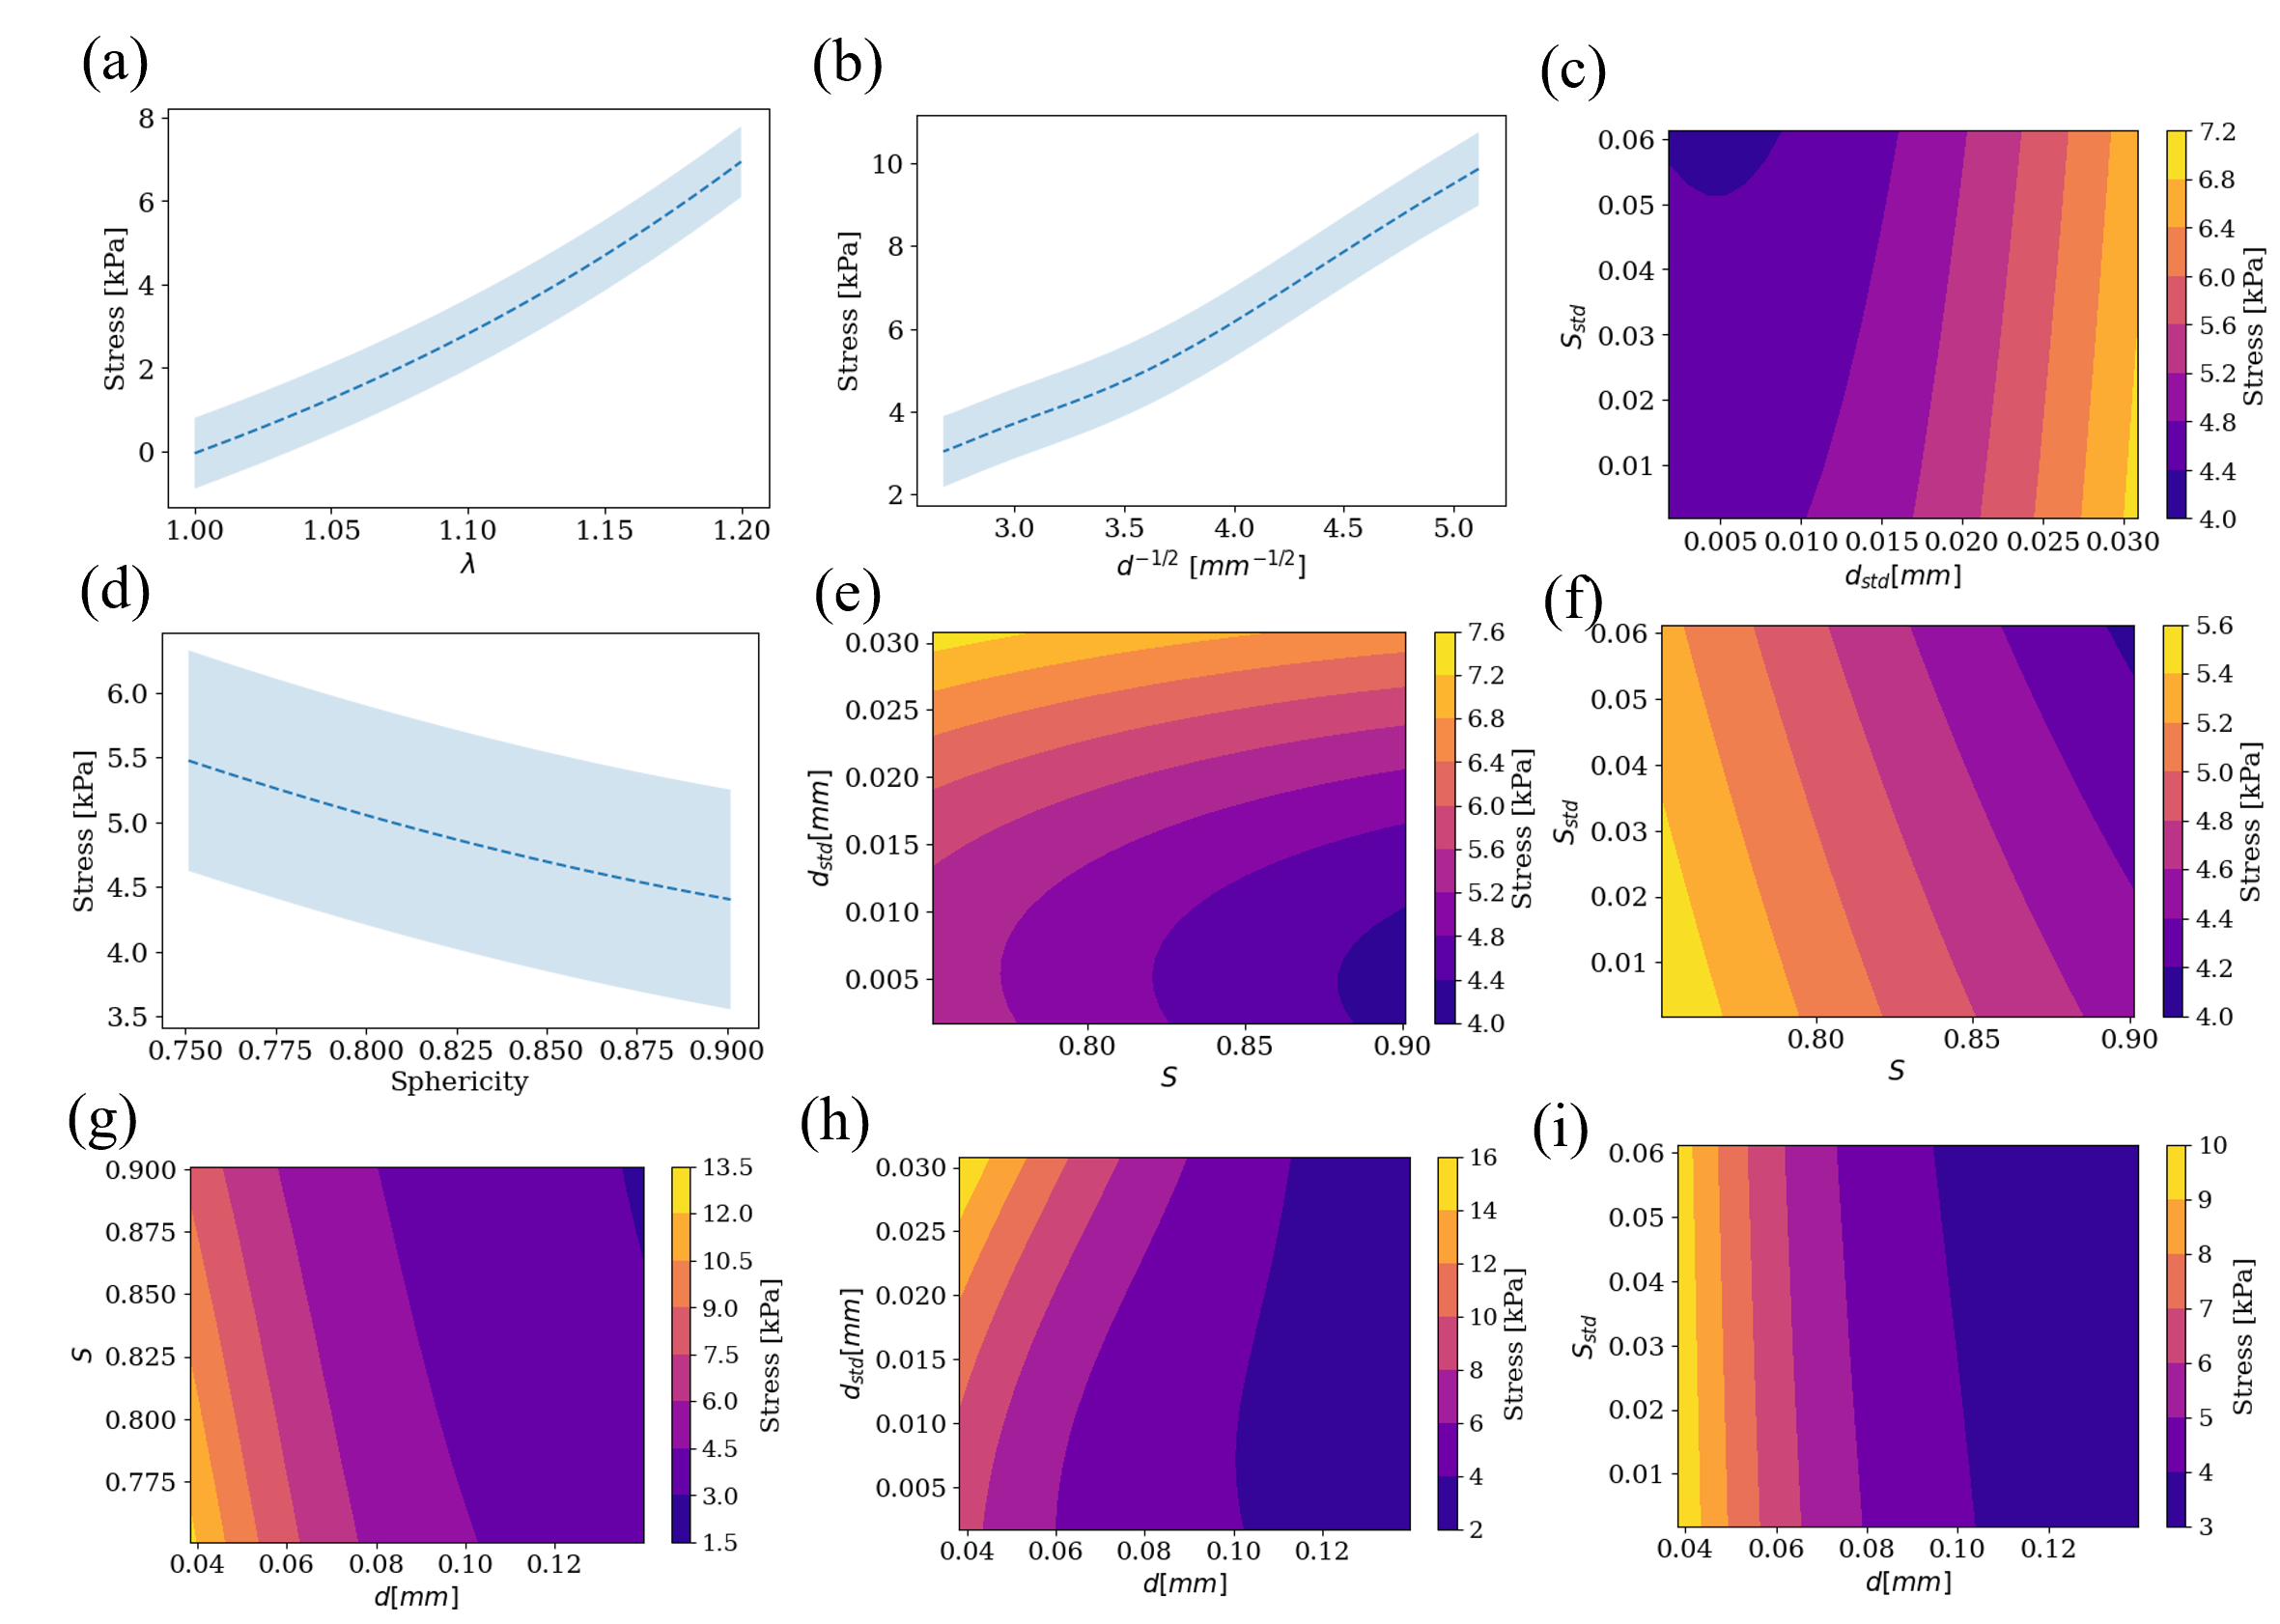 (a)
8
6
4
2
0
Stress [kPa]
1.00 1.05 1.10 1.15 1.20
λ
(b)
10
8
6
4
2
Stress [kPa]
3.0 3.5 4.0 4.5 5.0
d^{-1/2} [mm^{-1/2}]
(c)
0.06
0.05
0.04
0.03
0.02
0.01
S_{std}
0.005 0.010 0.015 0.020 0.025 0.030
d_{std}[mm]
7.2
6.8
6.4
6.0
5.6
5.2
4.8
4.4
4.0
Stress [kPa]
(d)
6.0
5.5
5.0
4.5
4.0
3.5
Stress [kPa]
0.750 0.775 0.800 0.825 0.850 0.875 0.900
Sphericity
(e)
0.030
0.025
0.020
0.015
0.010
0.005
d_{std}[mm]
0.80 0.85 0.90
S
7.6
7.2
6.8
6.4
6.0
5.6
5.2
4.8
4.4
4.0
Stress [kPa]
(f)
0.06
0.05
0.04
0.03
0.02
0.01
S_{std}
0.80 0.85 0.90
S
5.6
5.4
5.2
5.0
4.8
4.6
4.4
4.2
4.0
Stress [kPa]
(g)
0.900
0.875
0.850
0.825
0.800
0.775
S
0.04 0.06 0.08 0.10 0.12
d[mm]
13.5
12.0
10.5
9.0
7.5
6.0
4.5
3.0
1.5
Stress [kPa]
(h)
0.030
0.025
0.020
0.015
0.010
0.005
d_{std}[mm]
0.04 0.06 0.08 0.10 0.12
d[mm]
16
14
12
10
8
6
4
2
Stress [kPa]
(i)
0.06
0.05
0.04
0.03
0.02
0.01
S_{std}
0.04 0.06 0.08 0.10 0.12
d[mm]
10
9
8
7
6
5
4
3
Stress [kPa]